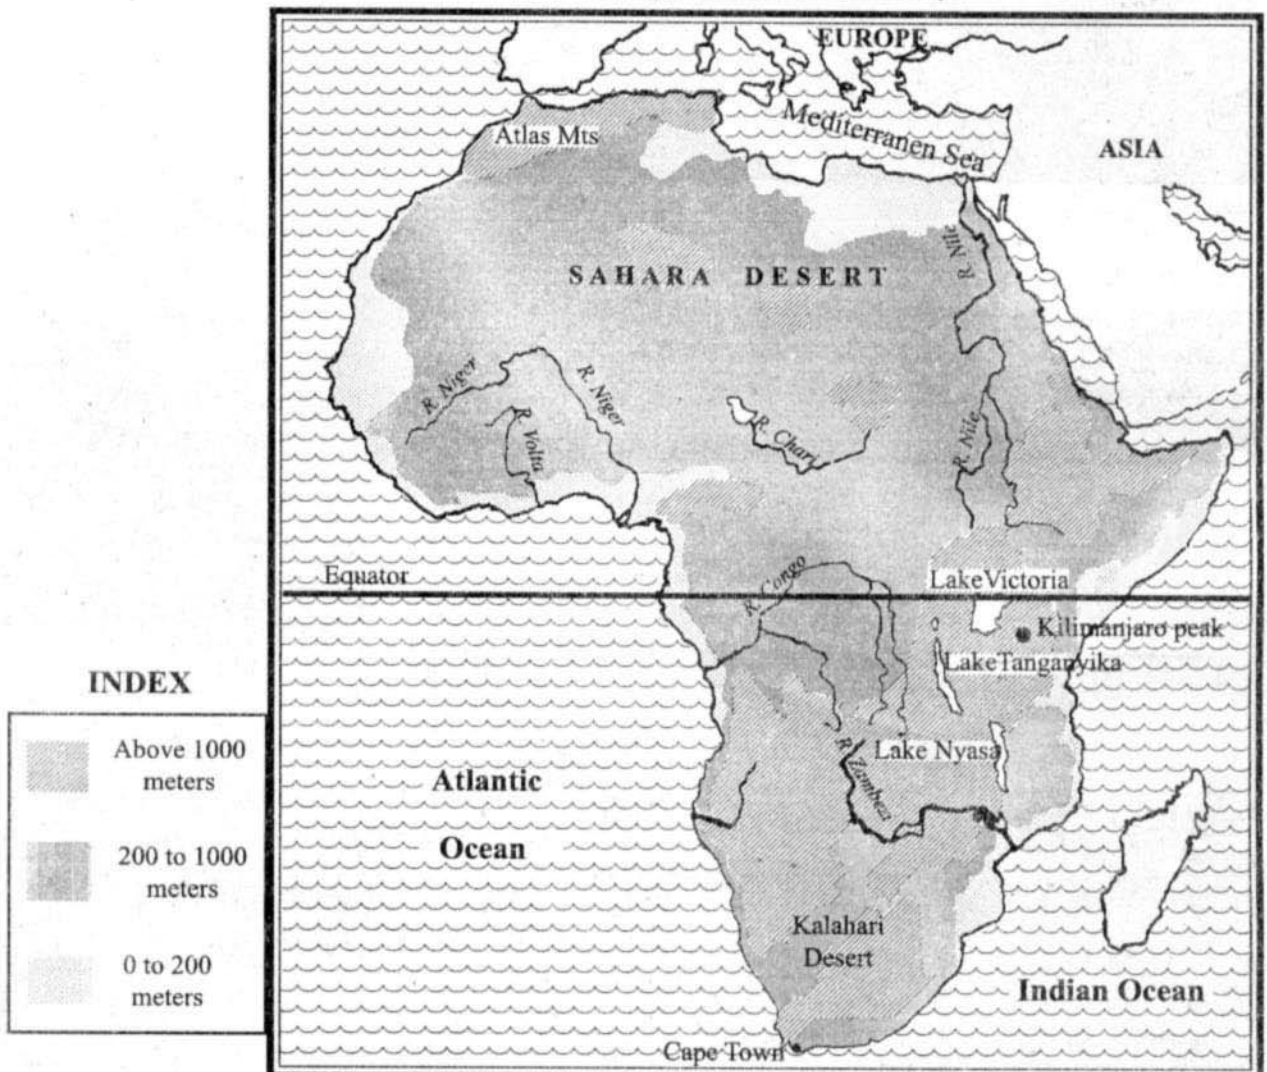 EUROPE
Mediterranen Sea
Atlas Mts
ASIA
R. Nile
SAHARA DESERT
R. Niger
R. Niger
R. Volta
R. Chari
R. Nile
Equator
R. Congo
LakeVictoria
Kilimanjaro peak
LakeTanganyika
INDEX
Above 1000
meters
200 to 1000
meters
0 to 200
meters
R. Zambezi
Lake Nyasa
Atlantic
Ocean
Kalahari
Desert
Indian Ocean
Cape Town